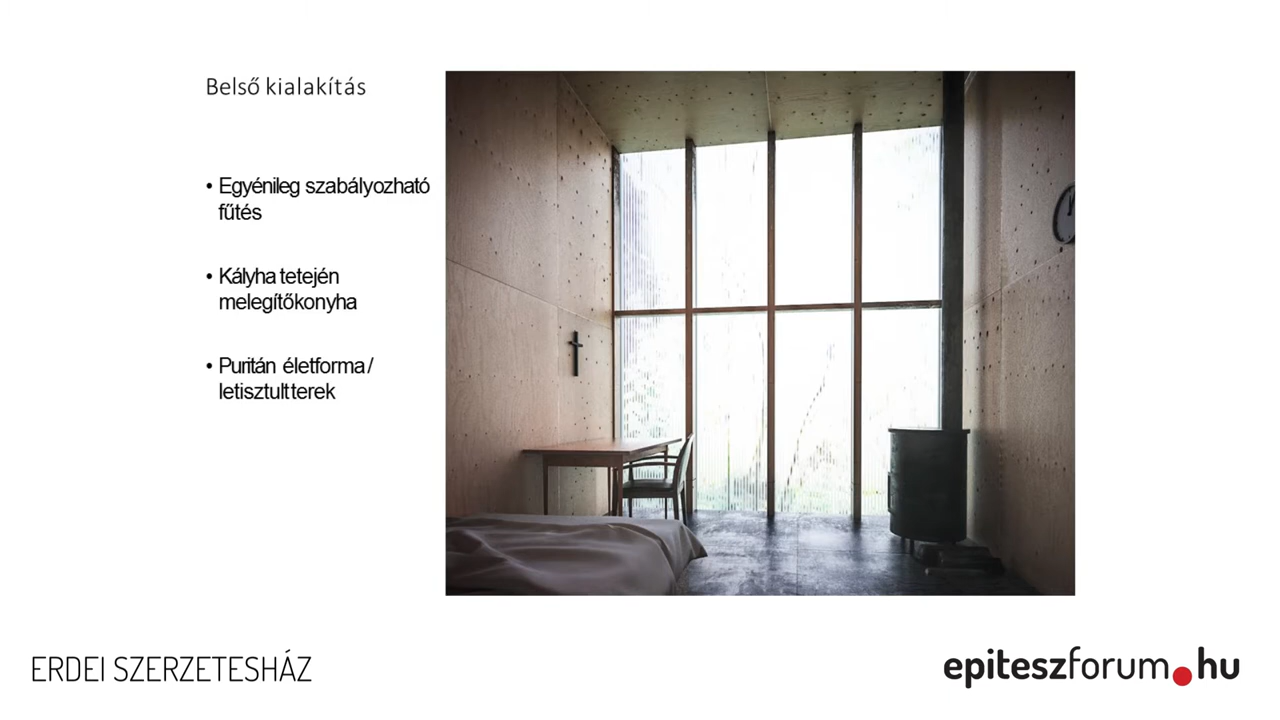 Belső kialakítás
• Egyénileg szabályozható
fűtés
• Kályha tetején
melegítőkonyha
• Puritán életforma /
letisztult terek
ERDEI SZERZETESHÁZ
epiteszforum.hu